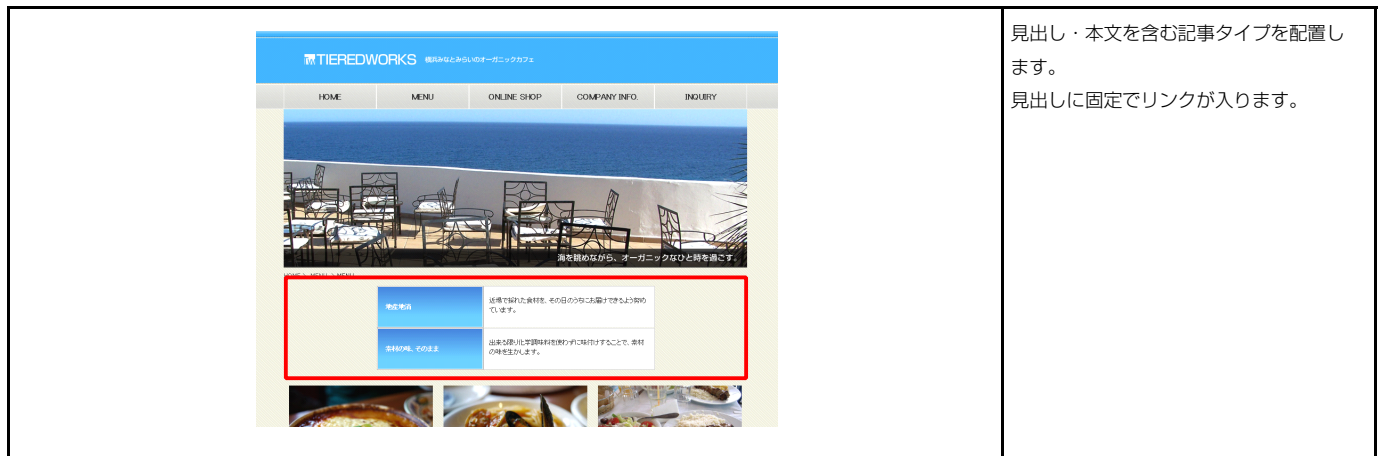 TIEREDWORKS 横浜みなとみらいのオーガニックカフェ
HOME MENU ONLINE SHOP COMPANY INFO. INQUIRY
海を眺めながら、オーガニックなひと時を過ごす。
HOME > MENU > MENU
地産地消
近場で採れた食材を、その日のうちにお届けできるよう努め
ています。
素材の味、そのまま
出来る限り化学調味料を使わずに味付けすることで、素材
の味を生かします。
見出し・本文を含む記事タイプを配置し
ます。
見出しに固定でリンクが入ります。